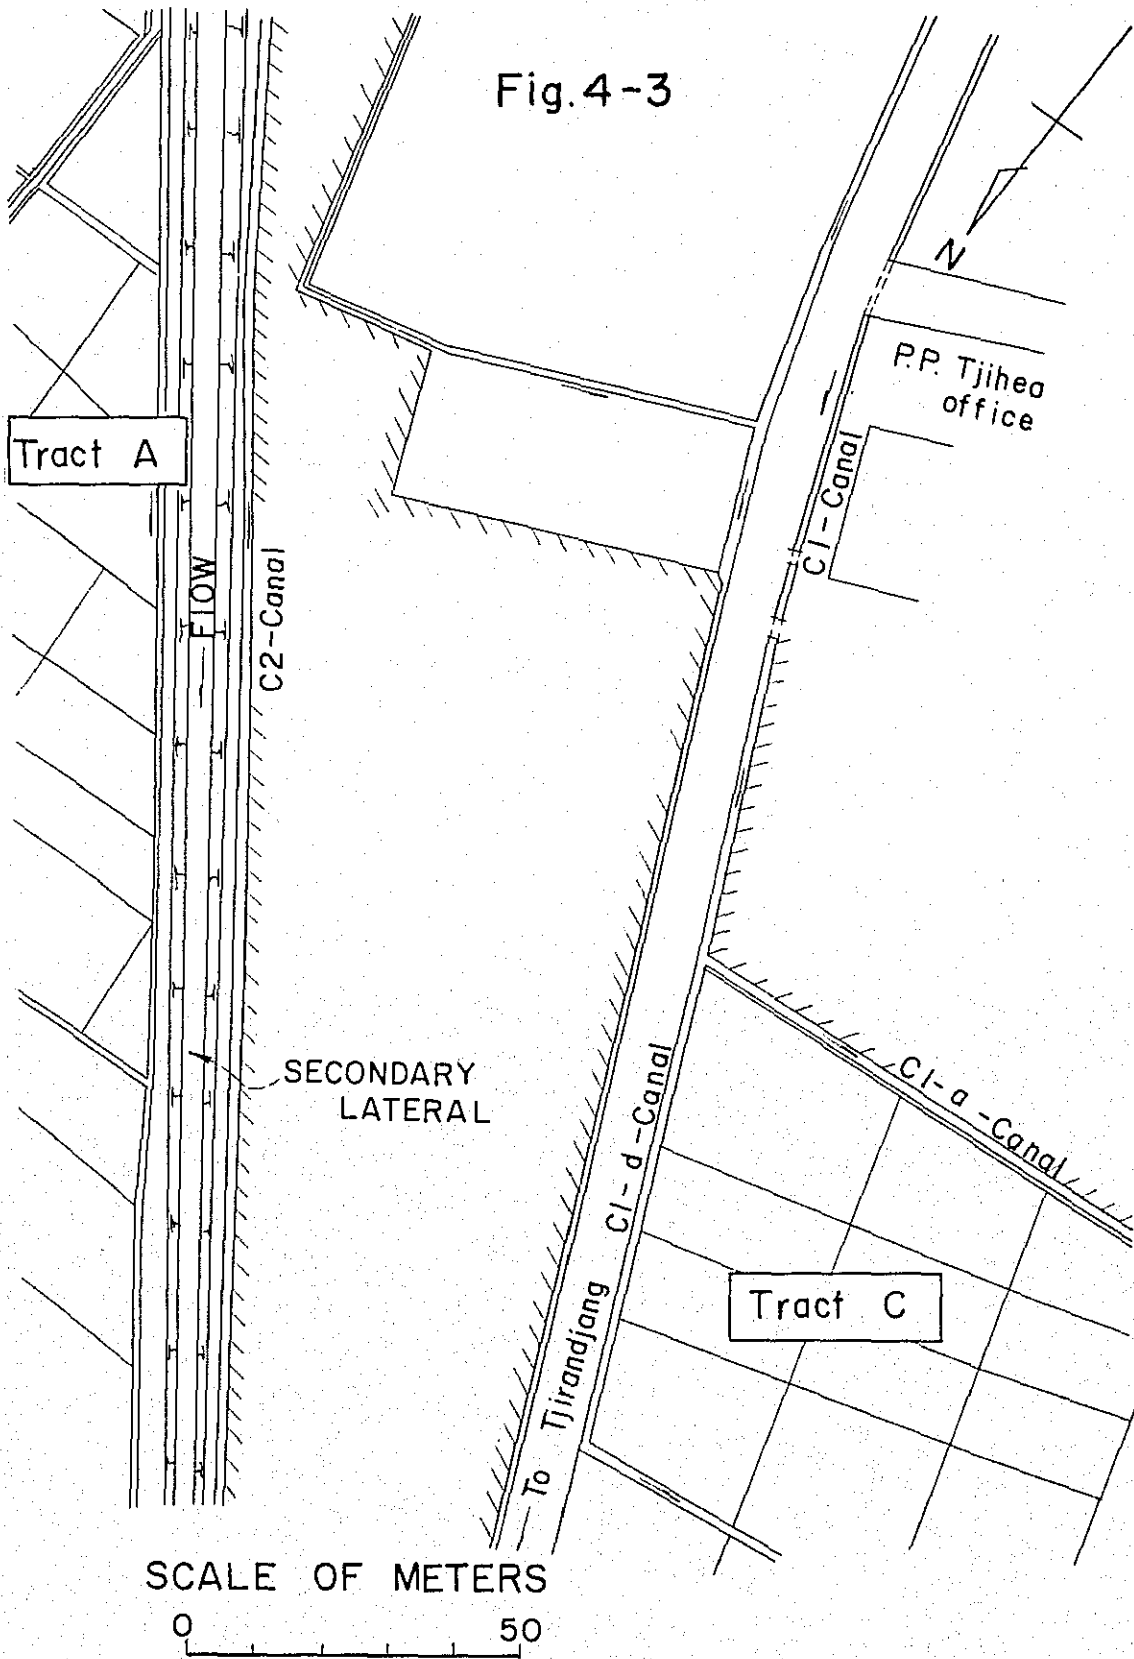 Fig. 4-3
N
P.P. Tjihea
office
Tract A
C1-Canal
FlOW
C2-Canal
SECONDARY
LATERAL
C1-d-Canal
C1-a-Canal
Tract C
To Tjirandjang
SCALE OF METERS
0 50